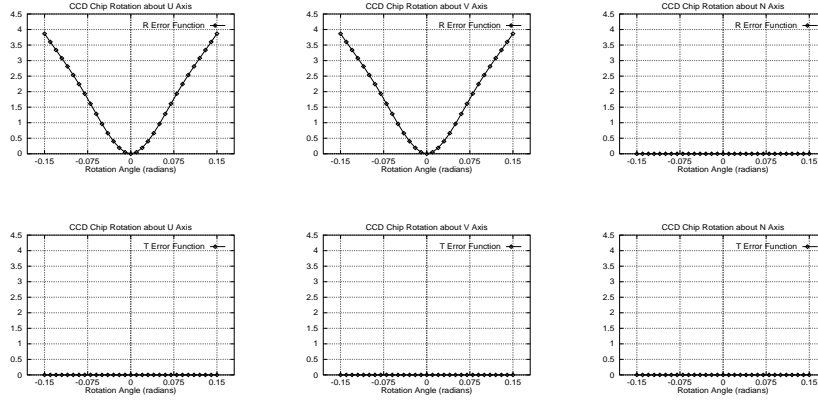 CCD Chip Rotation about U Axis
R Error Function
4.5
4
3.5
3
2.5
2
1.5
1
0.5
0
-0.15 -0.075 0 0.075 0.15
Rotation Angle (radians)
CCD Chip Rotation about V Axis
R Error Function
4.5
4
3.5
3
2.5
2
1.5
1
0.5
0
-0.15 -0.075 0 0.075 0.15
Rotation Angle (radians)
CCD Chip Rotation about N Axis
R Error Function
4.5
4
3.5
3
2.5
2
1.5
1
0.5
0
-0.15 -0.075 0 0.075 0.15
Rotation Angle (radians)
CCD Chip Rotation about U Axis
T Error Function
4.5
4
3.5
3
2.5
2
1.5
1
0.5
0
-0.15 -0.075 0 0.075 0.15
Rotation Angle (radians)
CCD Chip Rotation about V Axis
T Error Function
4.5
4
3.5
3
2.5
2
1.5
1
0.5
0
-0.15 -0.075 0 0.075 0.15
Rotation Angle (radians)
CCD Chip Rotation about N Axis
T Error Function
4.5
4
3.5
3
2.5
2
1.5
1
0.5
0
-0.15 -0.075 0 0.075 0.15
Rotation Angle (radians)